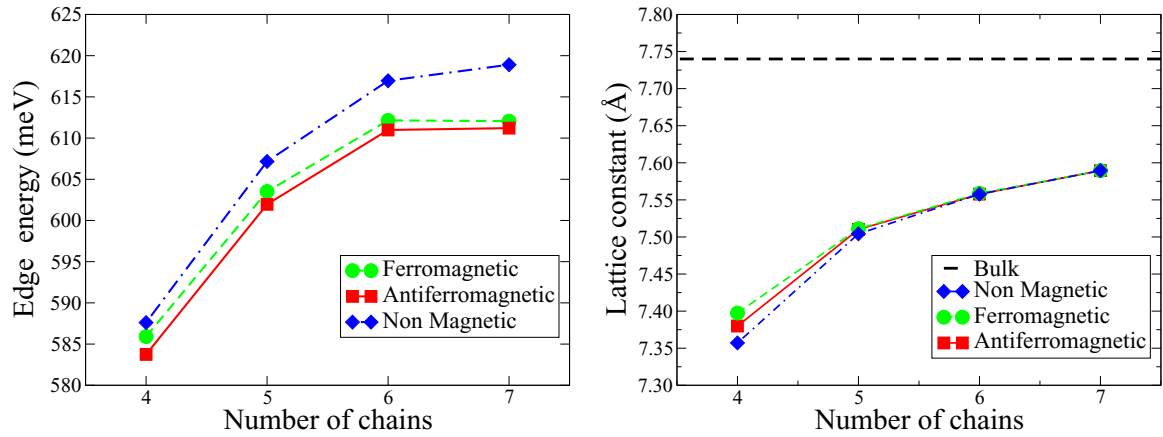 625
620
615
610
605
600
595
590
585
580
Edge energy (meV)
4 5 6 7
Number of chains
Ferromagnetic
Antiferromagnetic
Non Magnetic
7.80
7.75
7.70
7.65
7.60
7.55
7.50
7.45
7.40
7.35
7.30
Lattice constant (Å)
4 5 6 7
Number of chains
Bulk
Non Magnetic
Ferromagnetic
Antiferromagnetic